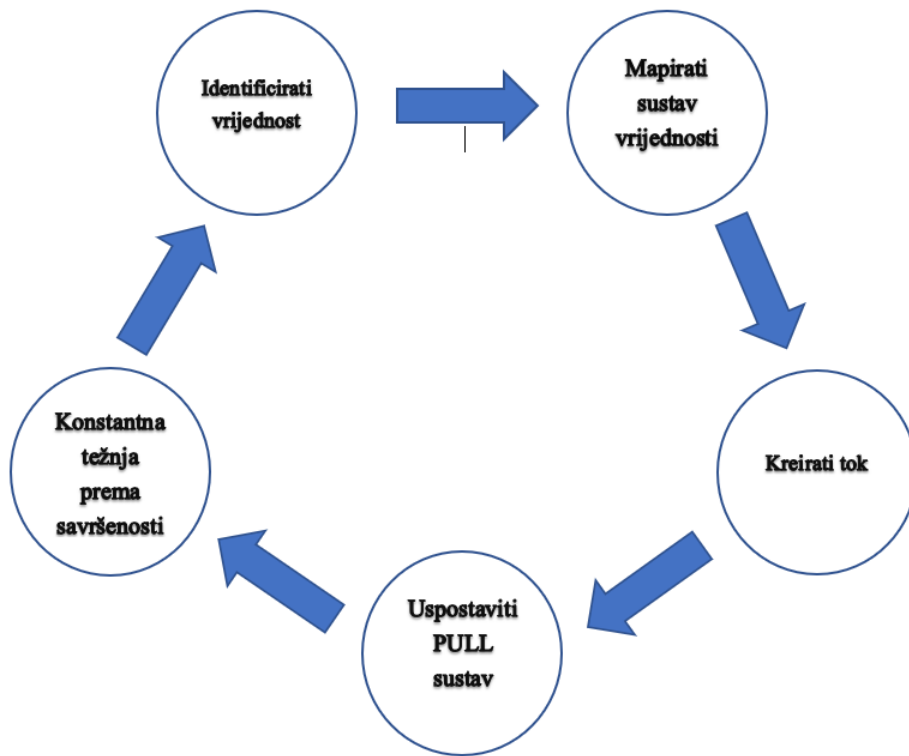 Identificirati
vrijednost
Mapirati
sustav
vrijednosti
Kreirati tok
Uspostaviti
PULL
sustav
Konstantna
težnja
prema
savršenosti